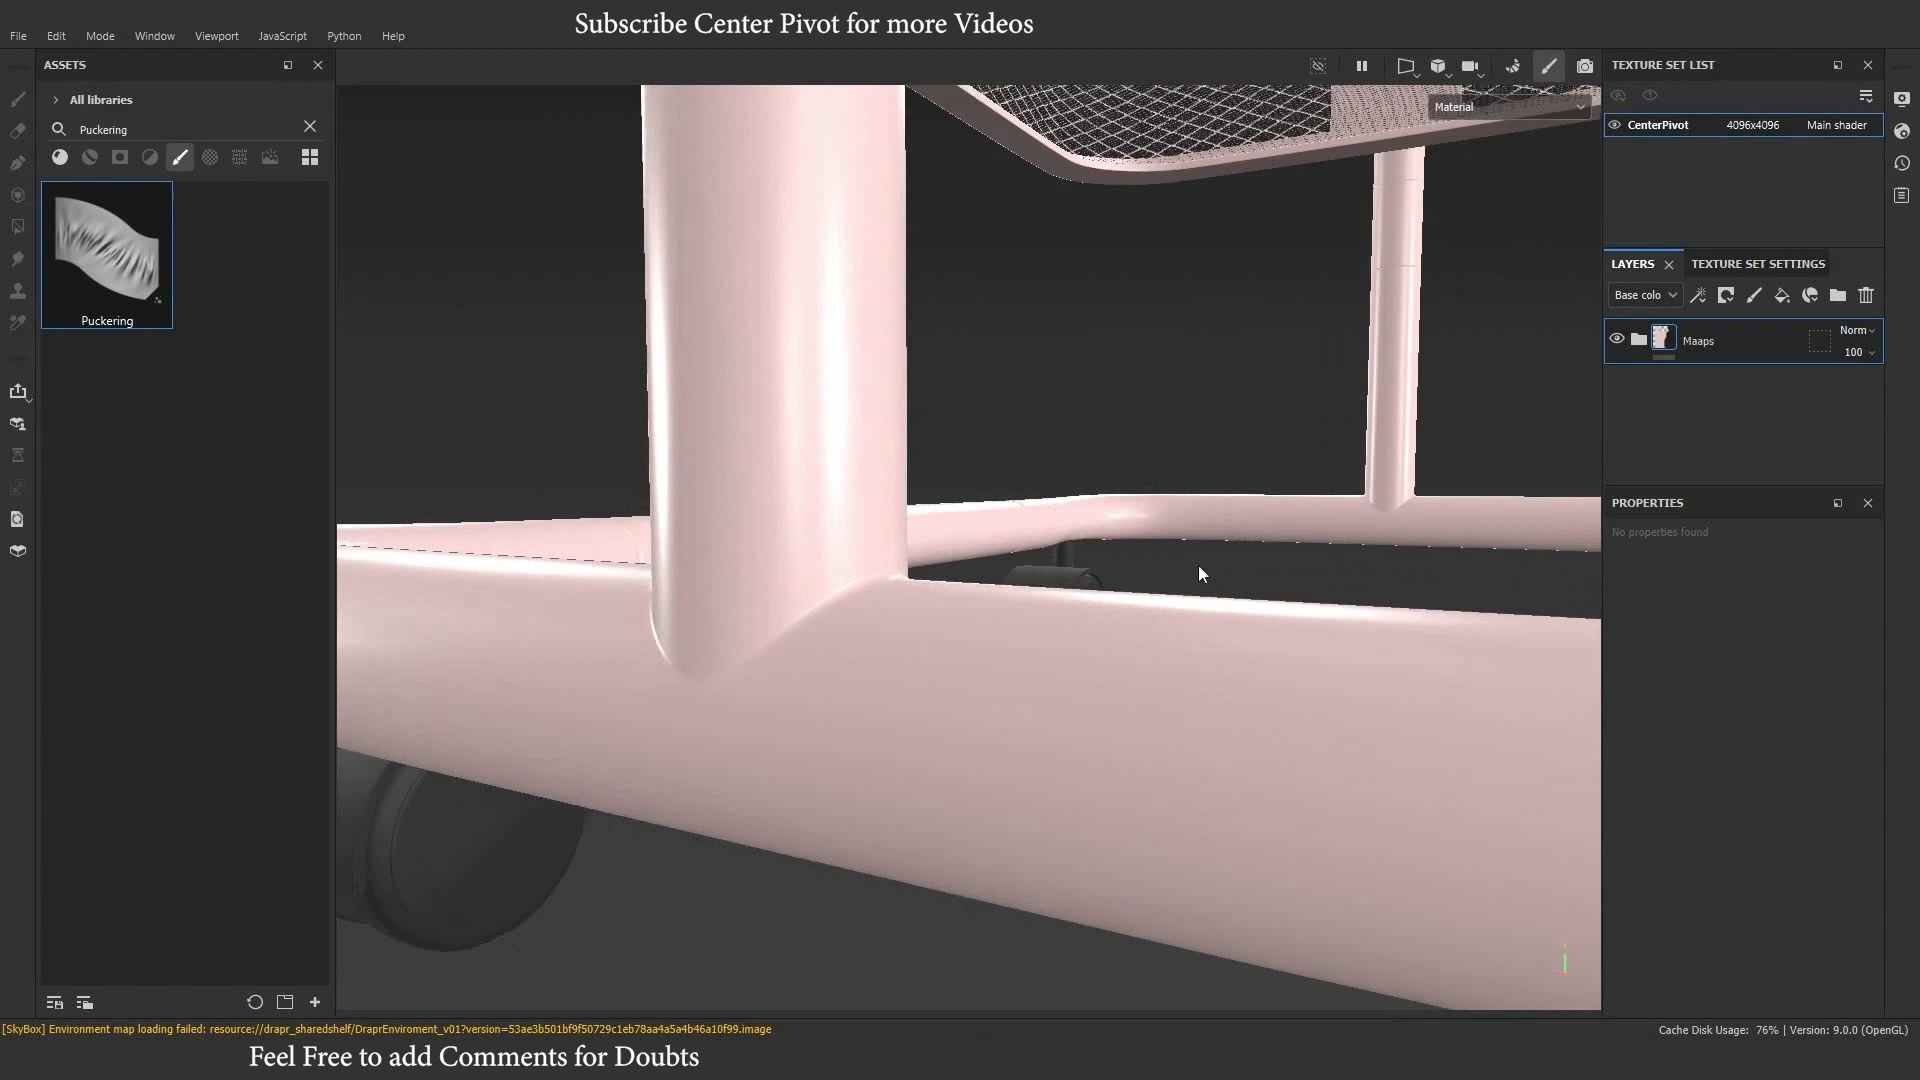 Subscribe Center Pivot for more Videos
File Edit Mode Window Viewport JavaScript Python Help
ASSETS
All libraries
Puckering
Puckering
Material
TEXTURE SET LIST
CenterPivot 4096x4096 Main shader
LAYERS TEXTURE SET SETTINGS
Base colo
Maaps
Norm
100
PROPERTIES
No properties found
[SkyBox] Environment map loading failed: resource://drapr_sharedshelf/DraprEnviroment_v01?version=53ae3b501bf9f50729c1eb78aa4a5a4b46a10f99.image
Cache Disk Usage: 76% | Version: 9.0.0 (OpenGL)
Feel Free to add Comments for Doubts